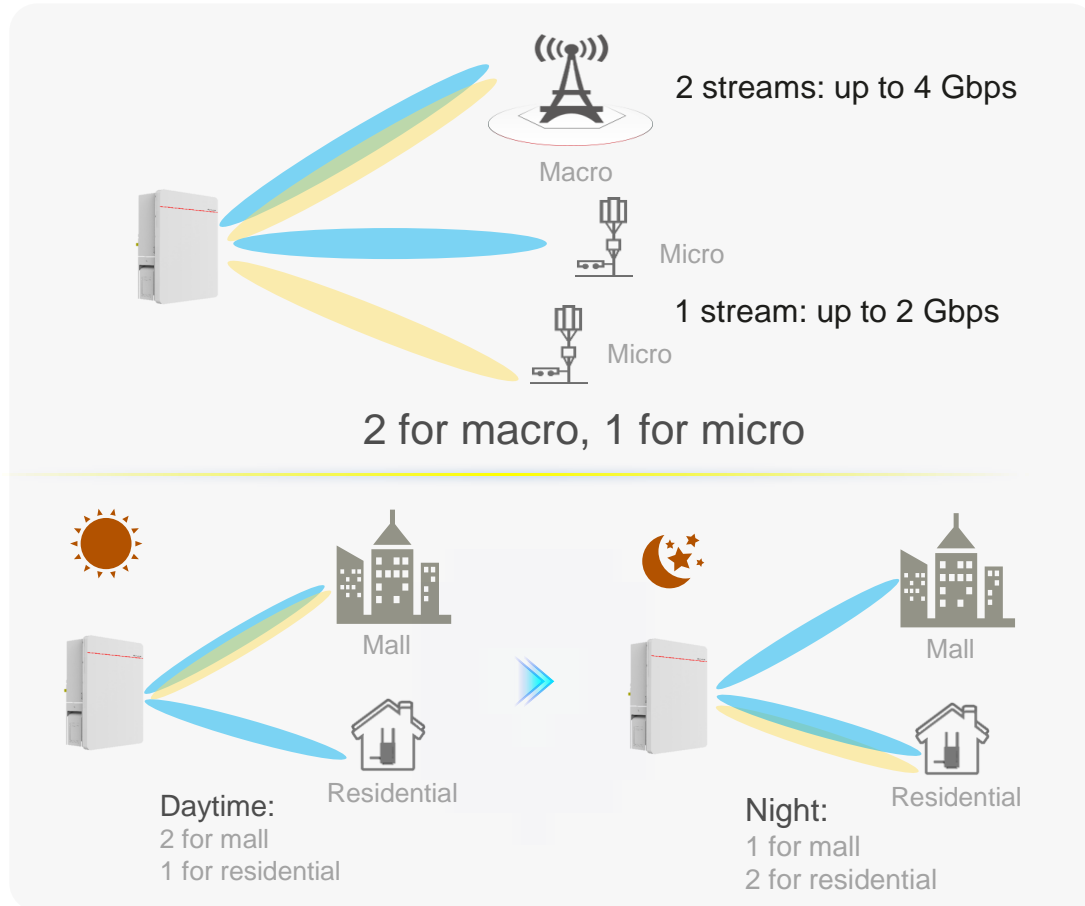 2 streams: up to 4 Gbps
Macro
Micro
1 stream: up to 2 Gbps
Micro
2 for macro, 1 for micro
Mall
Residential
Daytime:
2 for mall
1 for residential
Mall
Residential
Night:
1 for mall
2 for residential